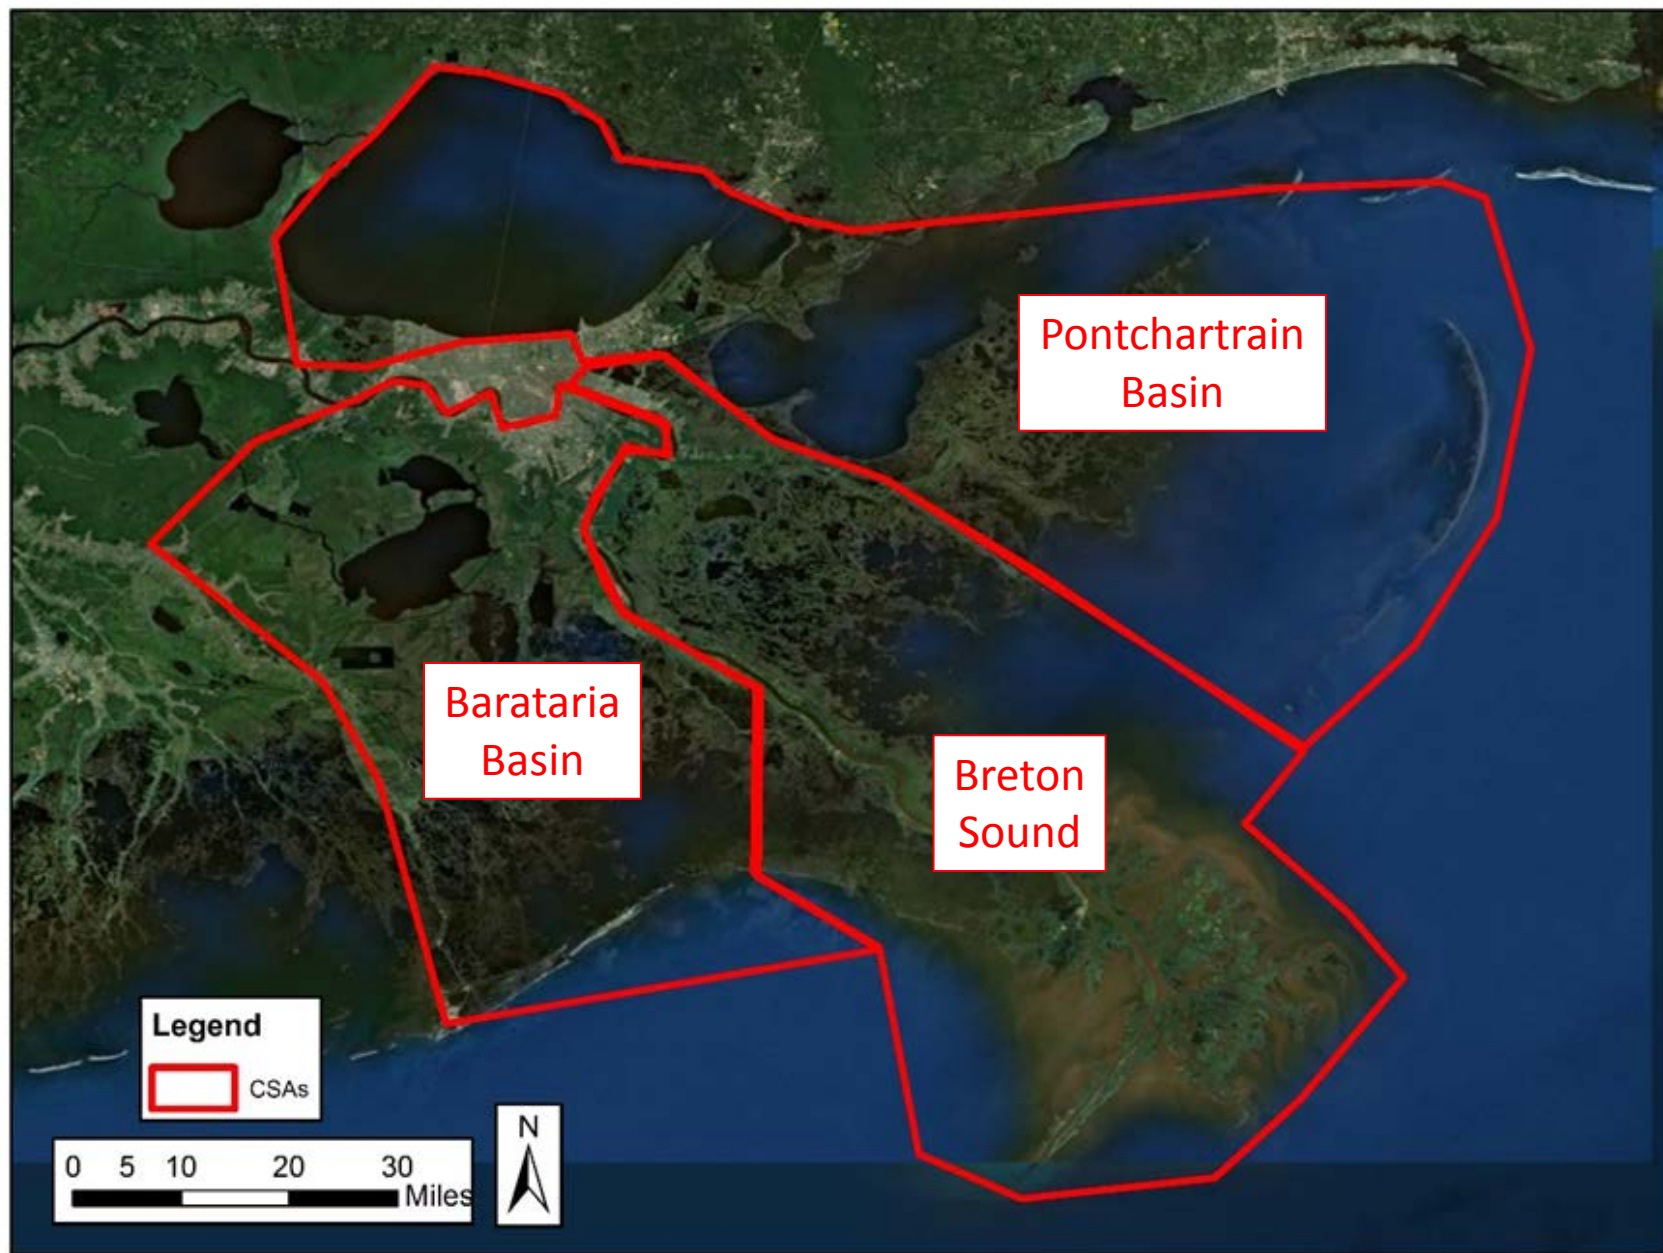 Pontchartrain
Basin
Barataria
Basin
Breton
Sound
Legend
CSAs
N
0 5 10 20 30
Miles